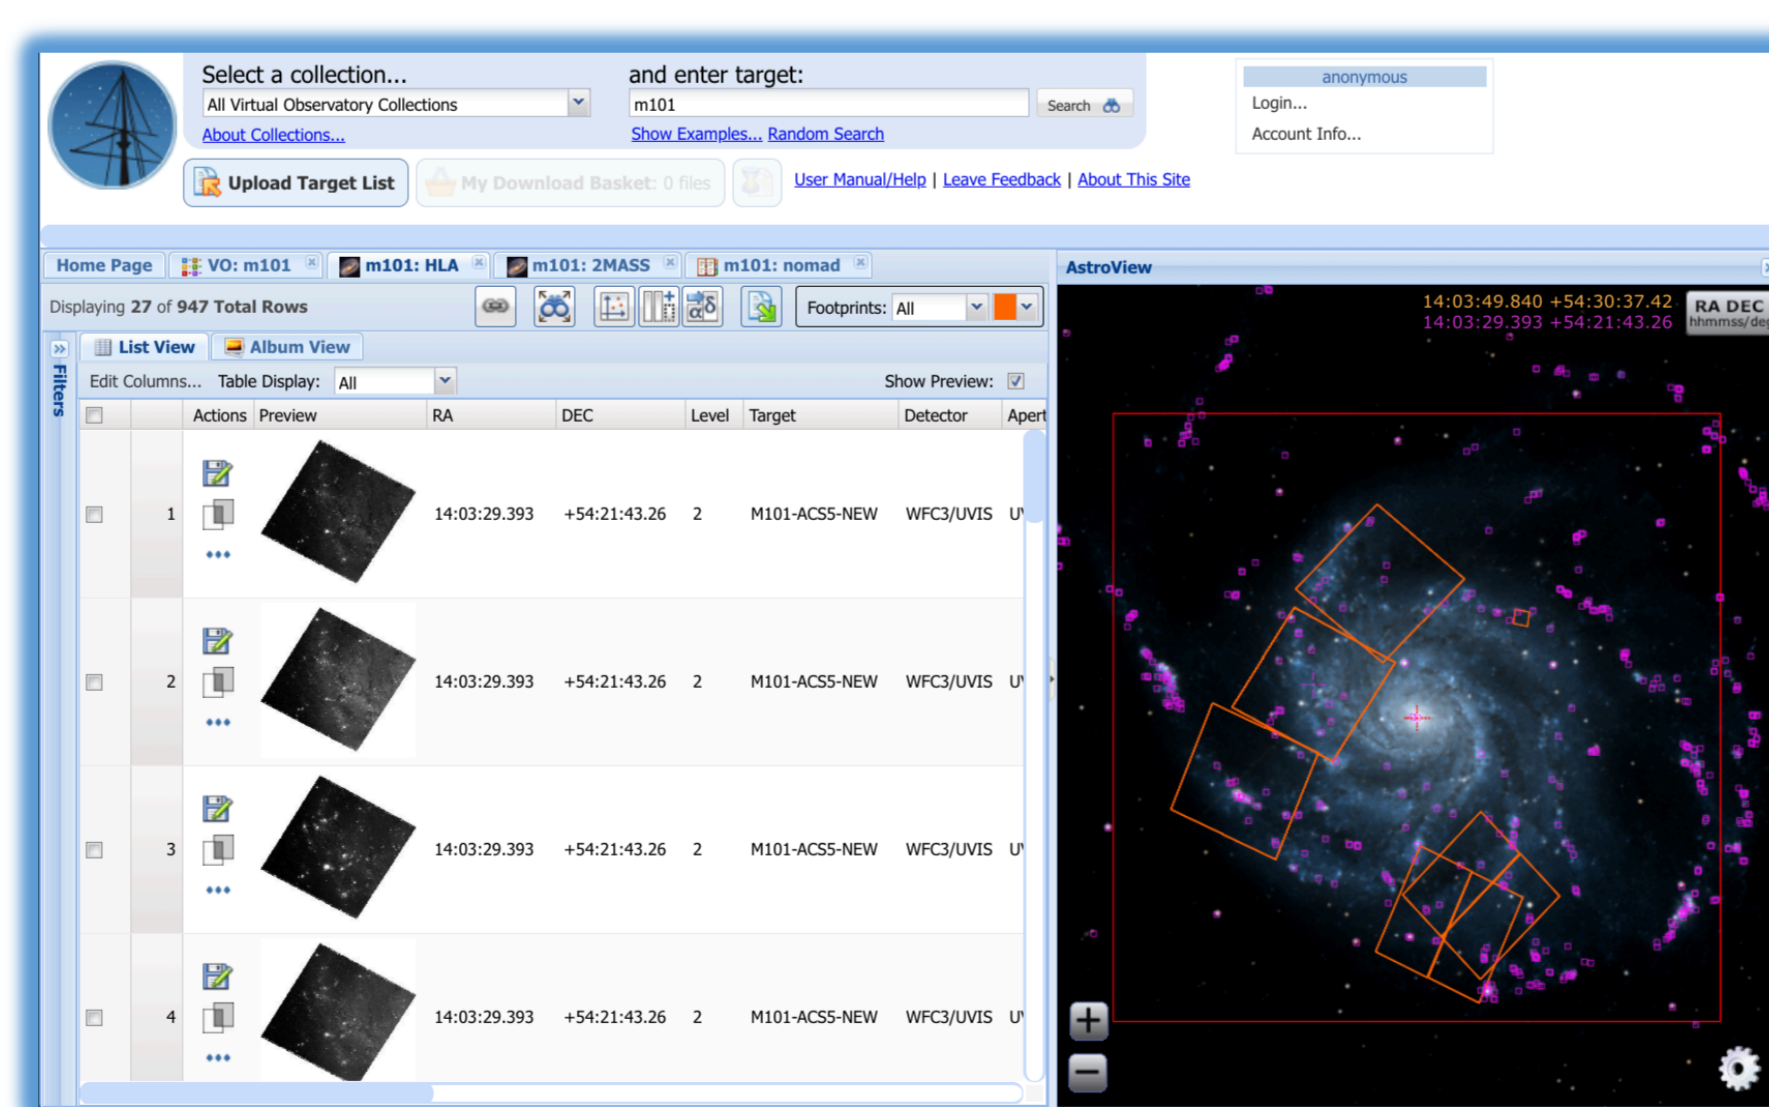 Select a collection...
and enter target:
anonymous
All Virtual Observatory Collections
m101
Search
Login...
About Collections...
Show Examples... Random Search
Account Info...
Upload Target List
My Download Basket: 0 files
User Manual/Help | Leave Feedback | About This Site
Home Page
VO: m101
m101: HLA
m101: 2MASS
m101: nomad
AstroView
Displaying 27 of 947 Total Rows
αδ
Footprints: All
14:03:49.840 +54:30:37.42
14:03:29.393 +54:21:43.26
RA DEC
hhmmss/deg
Filters
List View
Album View
Edit Columns... Table Display: All
Show Preview:
Actions Preview RA DEC Level Target Detector Apert
1 14:03:29.393 +54:21:43.26 2 M101-ACS5-NEW WFC3/UVIS
2 14:03:29.393 +54:21:43.26 2 M101-ACS5-NEW WFC3/UVIS
3 14:03:29.393 +54:21:43.26 2 M101-ACS5-NEW WFC3/UVIS
4 14:03:29.393 +54:21:43.26 2 M101-ACS5-NEW WFC3/UVIS